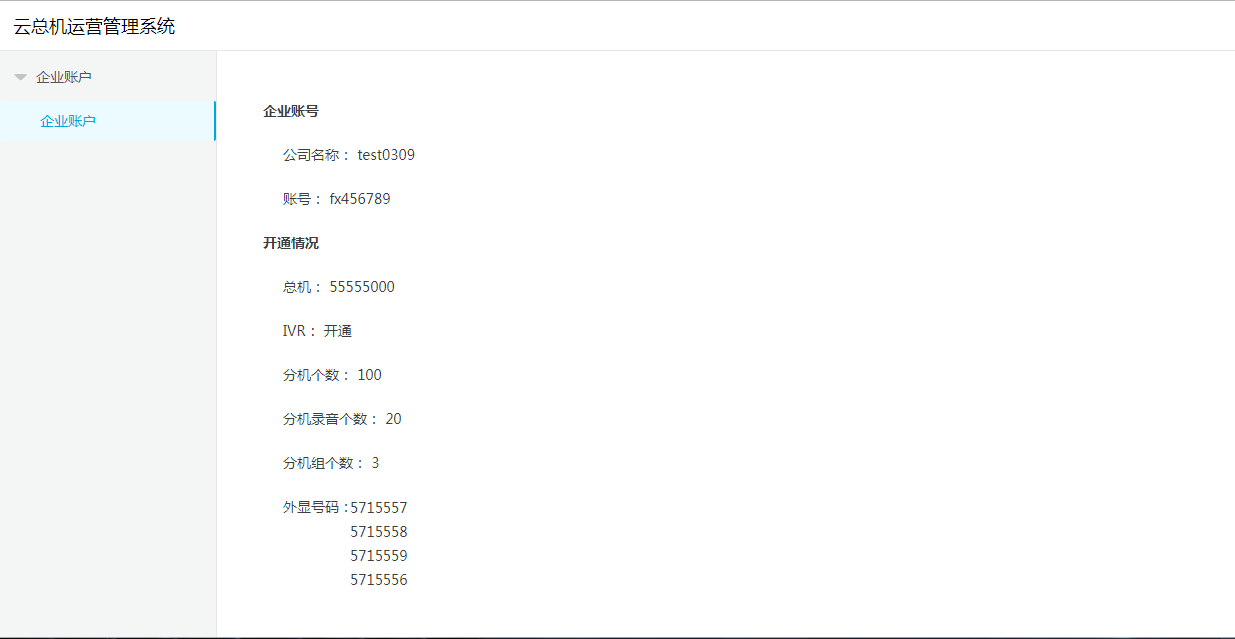 云总机运营管理系统
企业账户
企业账户
企业账号
公司名称： test0309
账号： fx456789
开通情况
总机： 55555000
IVR： 开通
分机个数： 100
分机录音个数： 20
分机组个数： 3
外显号码：5715557
5715558
5715559
5715556